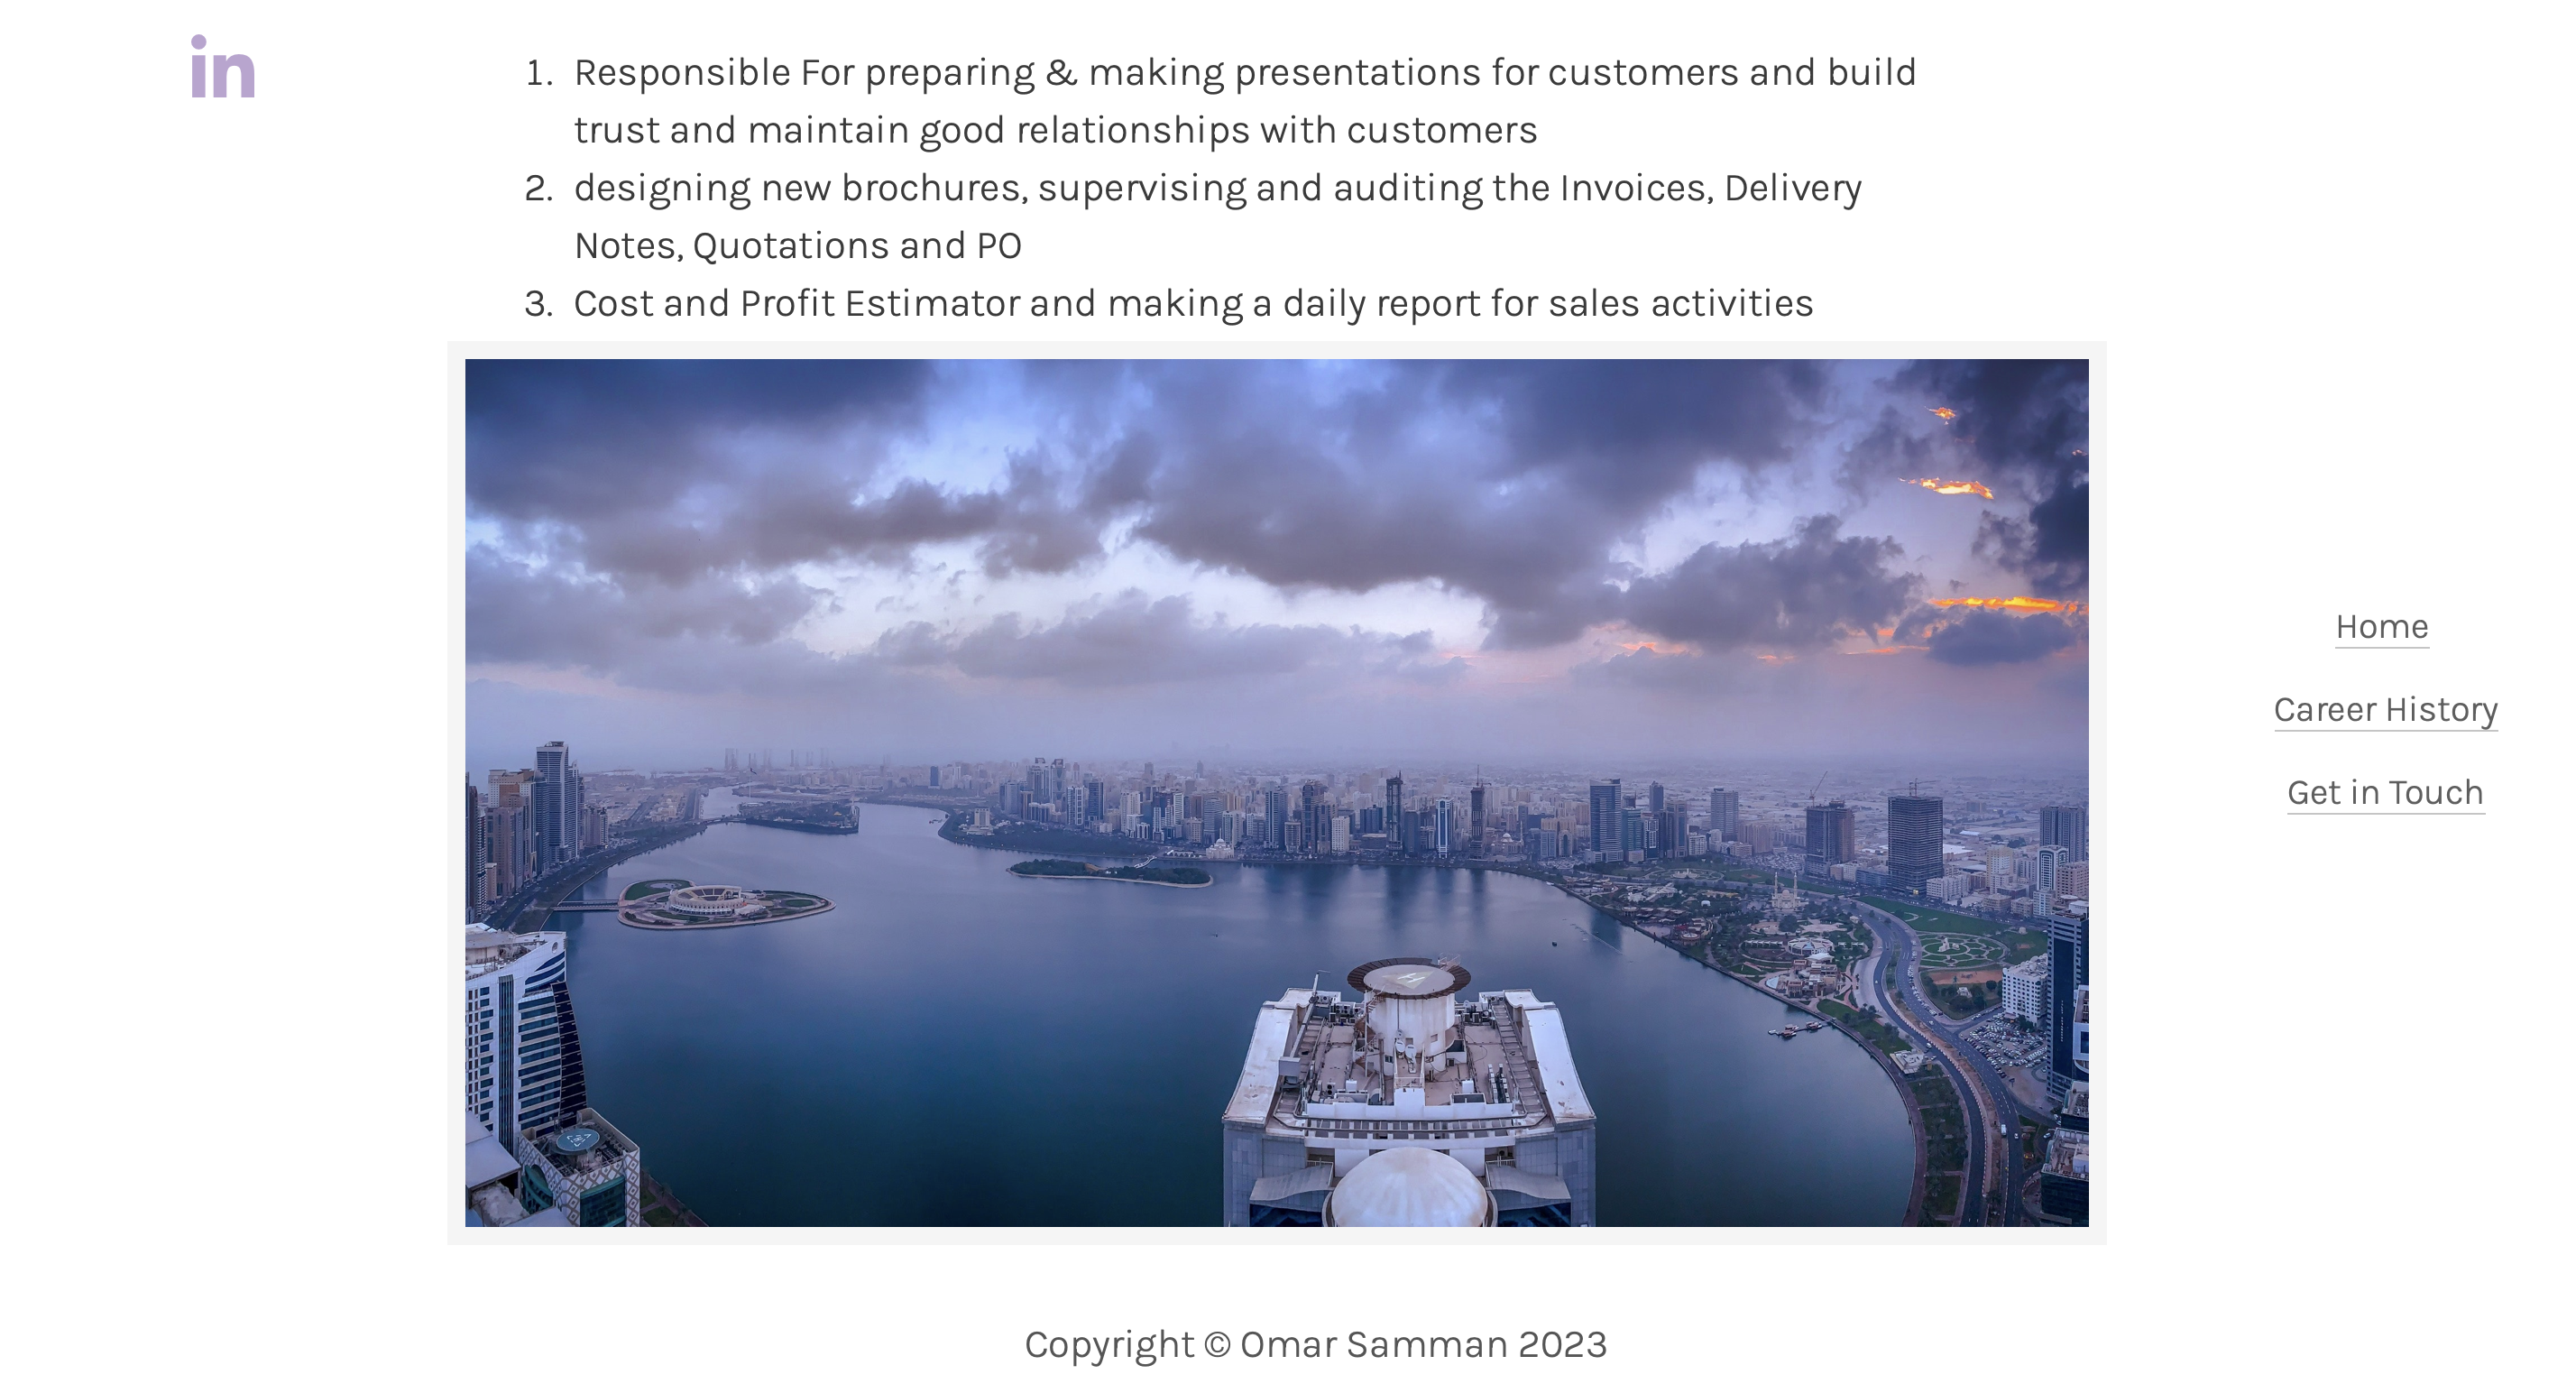 in
1. Responsible For preparing & making presentations for customers and build
trust and maintain good relationships with customers
2. designing new brochures, supervising and auditing the Invoices, Delivery
Notes, Quotations and PO
3. Cost and Profit Estimator and making a daily report for sales activities
H
Home
Career History
Get in Touch
Copyright © Omar Samman 2023